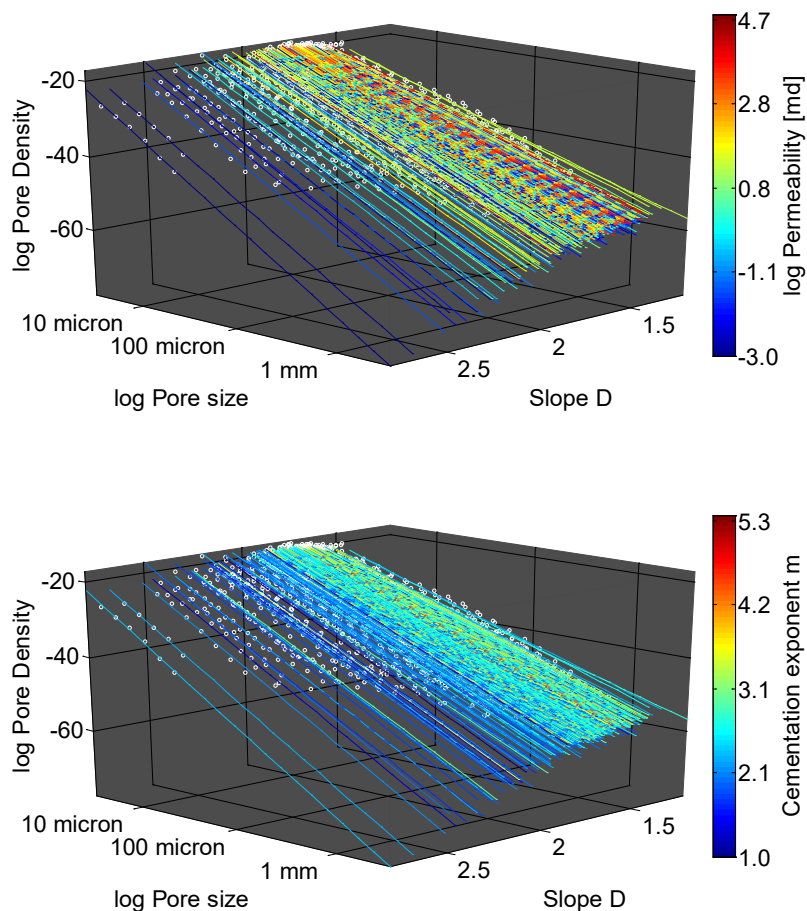 4.7
-20
2.8
-40
0.8
-60
-1.1
-3.0
log Pore Density
log Permeability [md]
10 micron
100 micron
1 mm
2.5
2
1.5
log Pore size
Slope D
5.3
-20
4.2
-40
3.1
-60
2.1
1.0
log Pore Density
Cementation exponent m
10 micron
100 micron
1 mm
2.5
2
1.5
log Pore size
Slope D